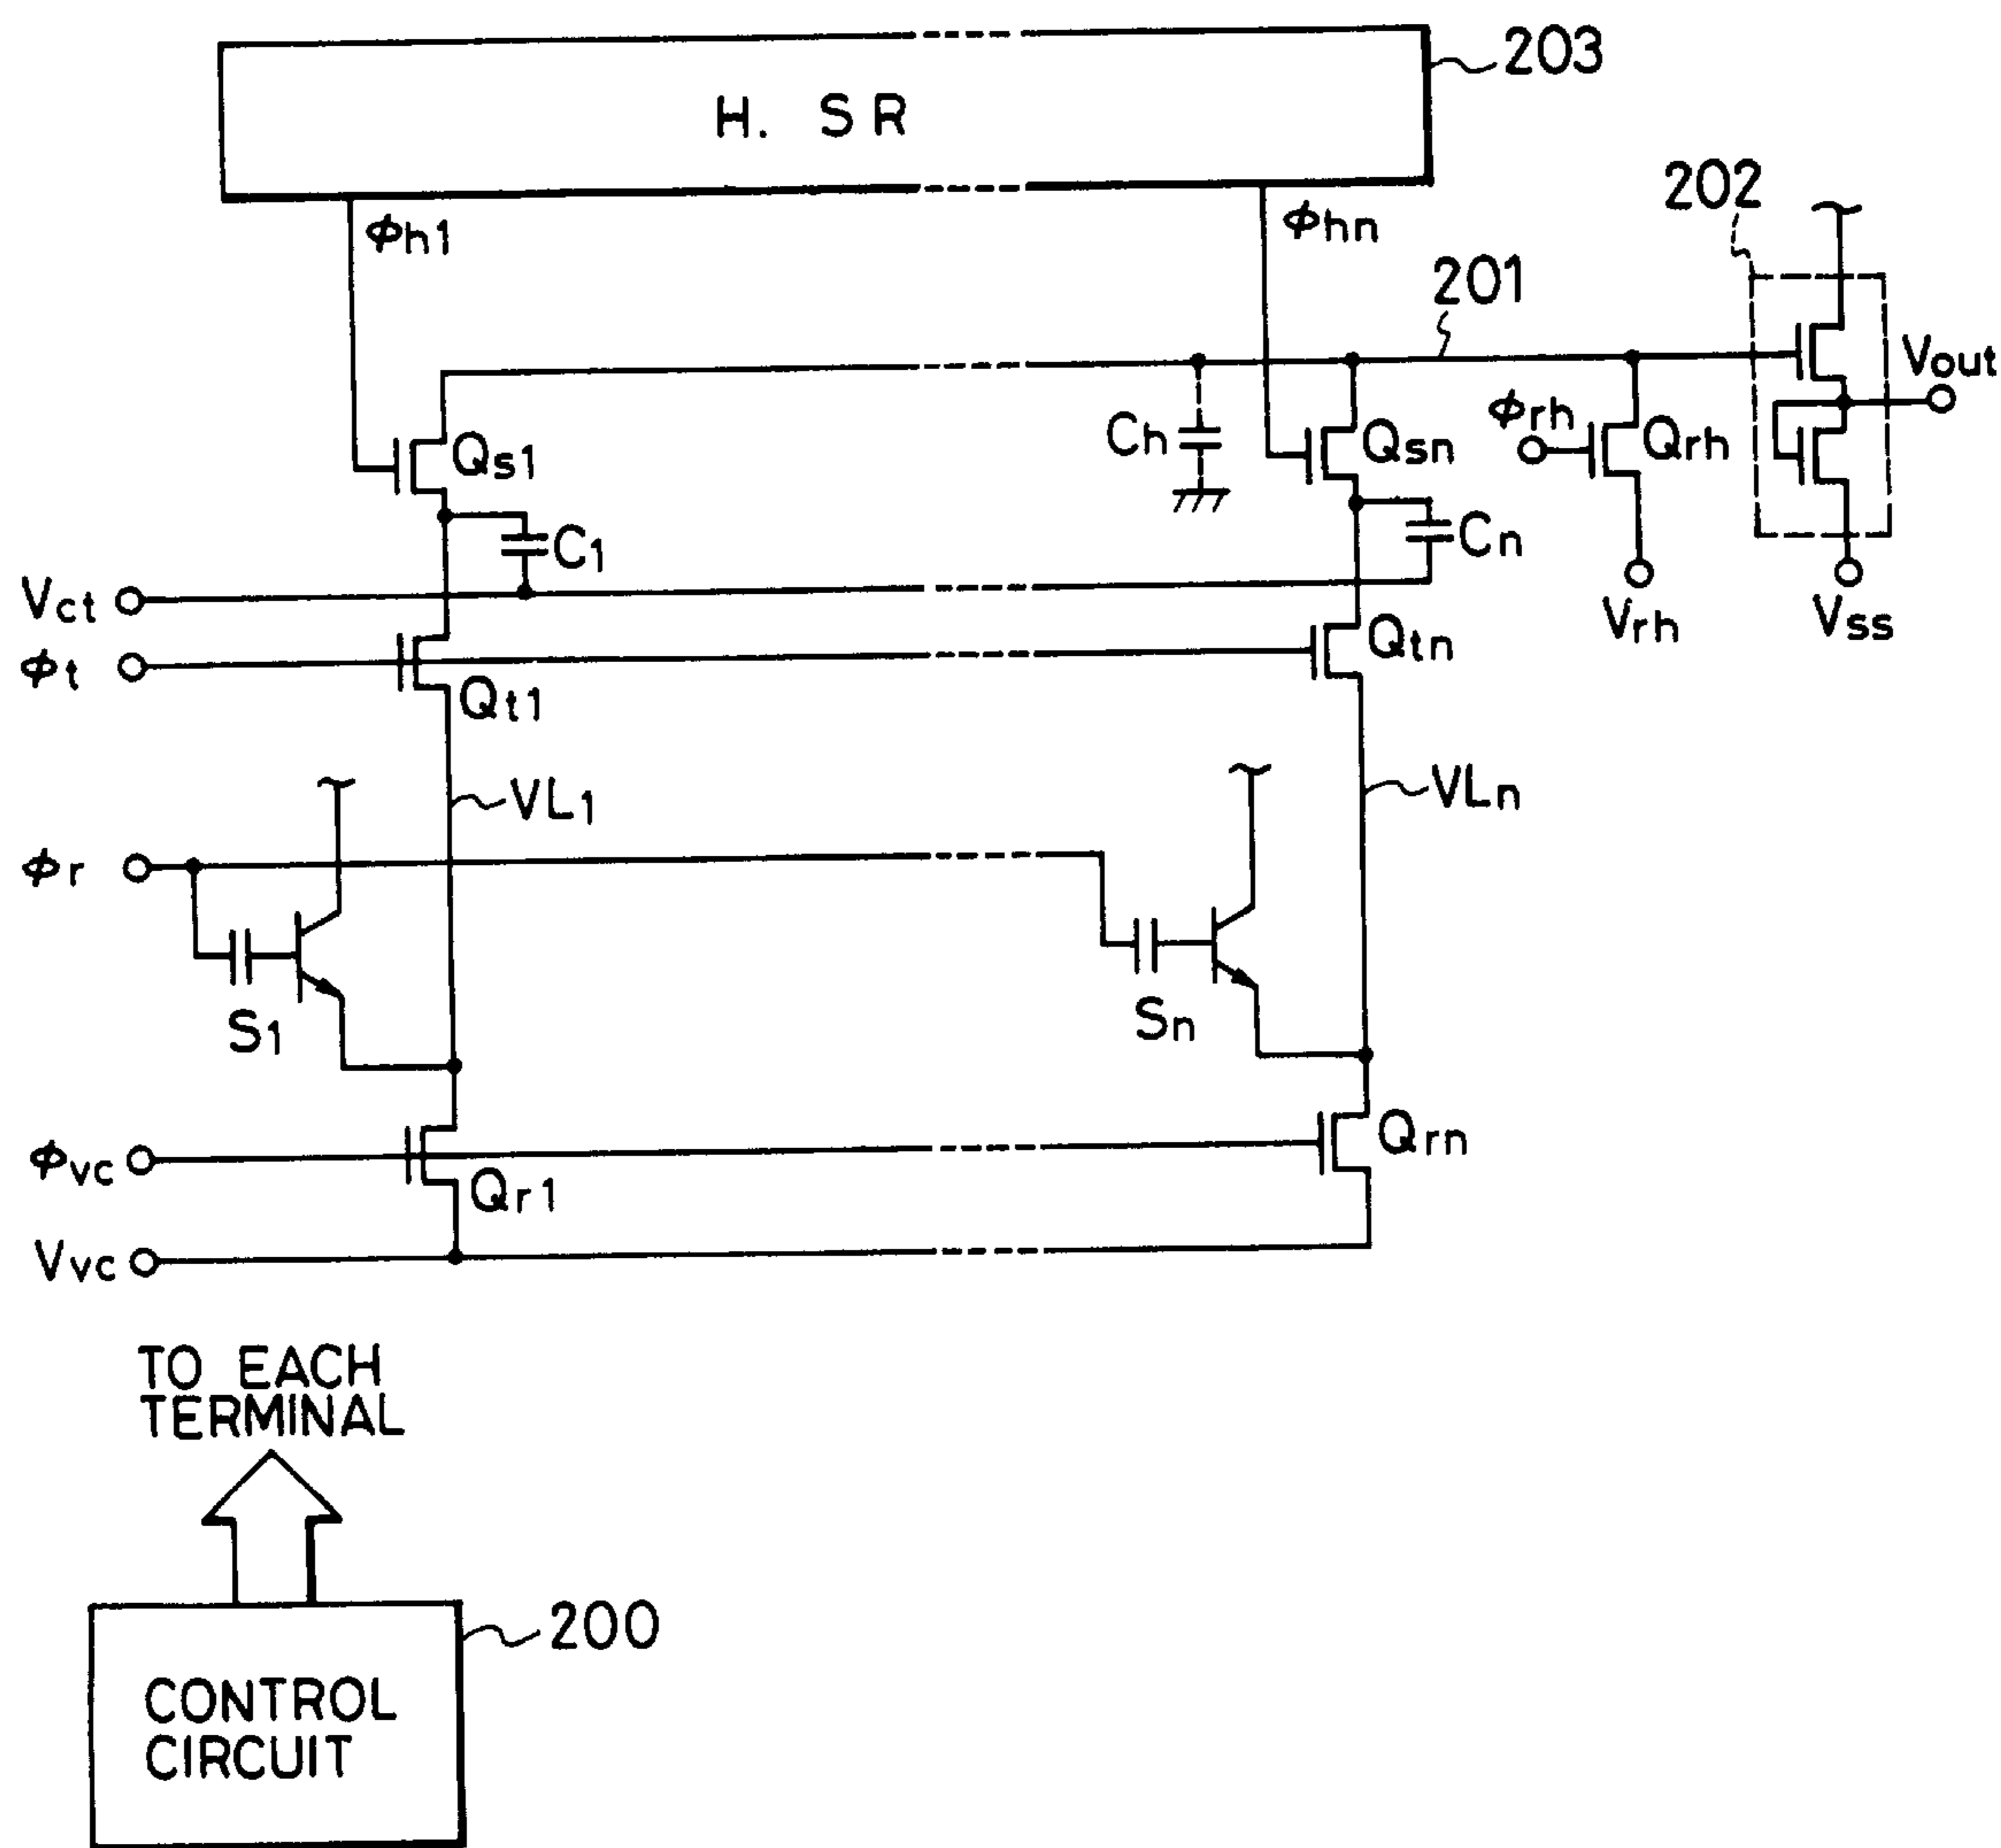 203
H. SR
202
ϕh1
ϕhn
201
Vout
ϕrh
Qrh
Qs1
Ch
Qsn
C1
Cn
Vct
Vrh
Vss
ϕt
Qt1
Qtn
VL1
VLn
ϕr
S1
Sn
ϕvc
Qr1
Qrn
Vvc
TO EACH
TERMINAL
200
CONTROL
CIRCUIT